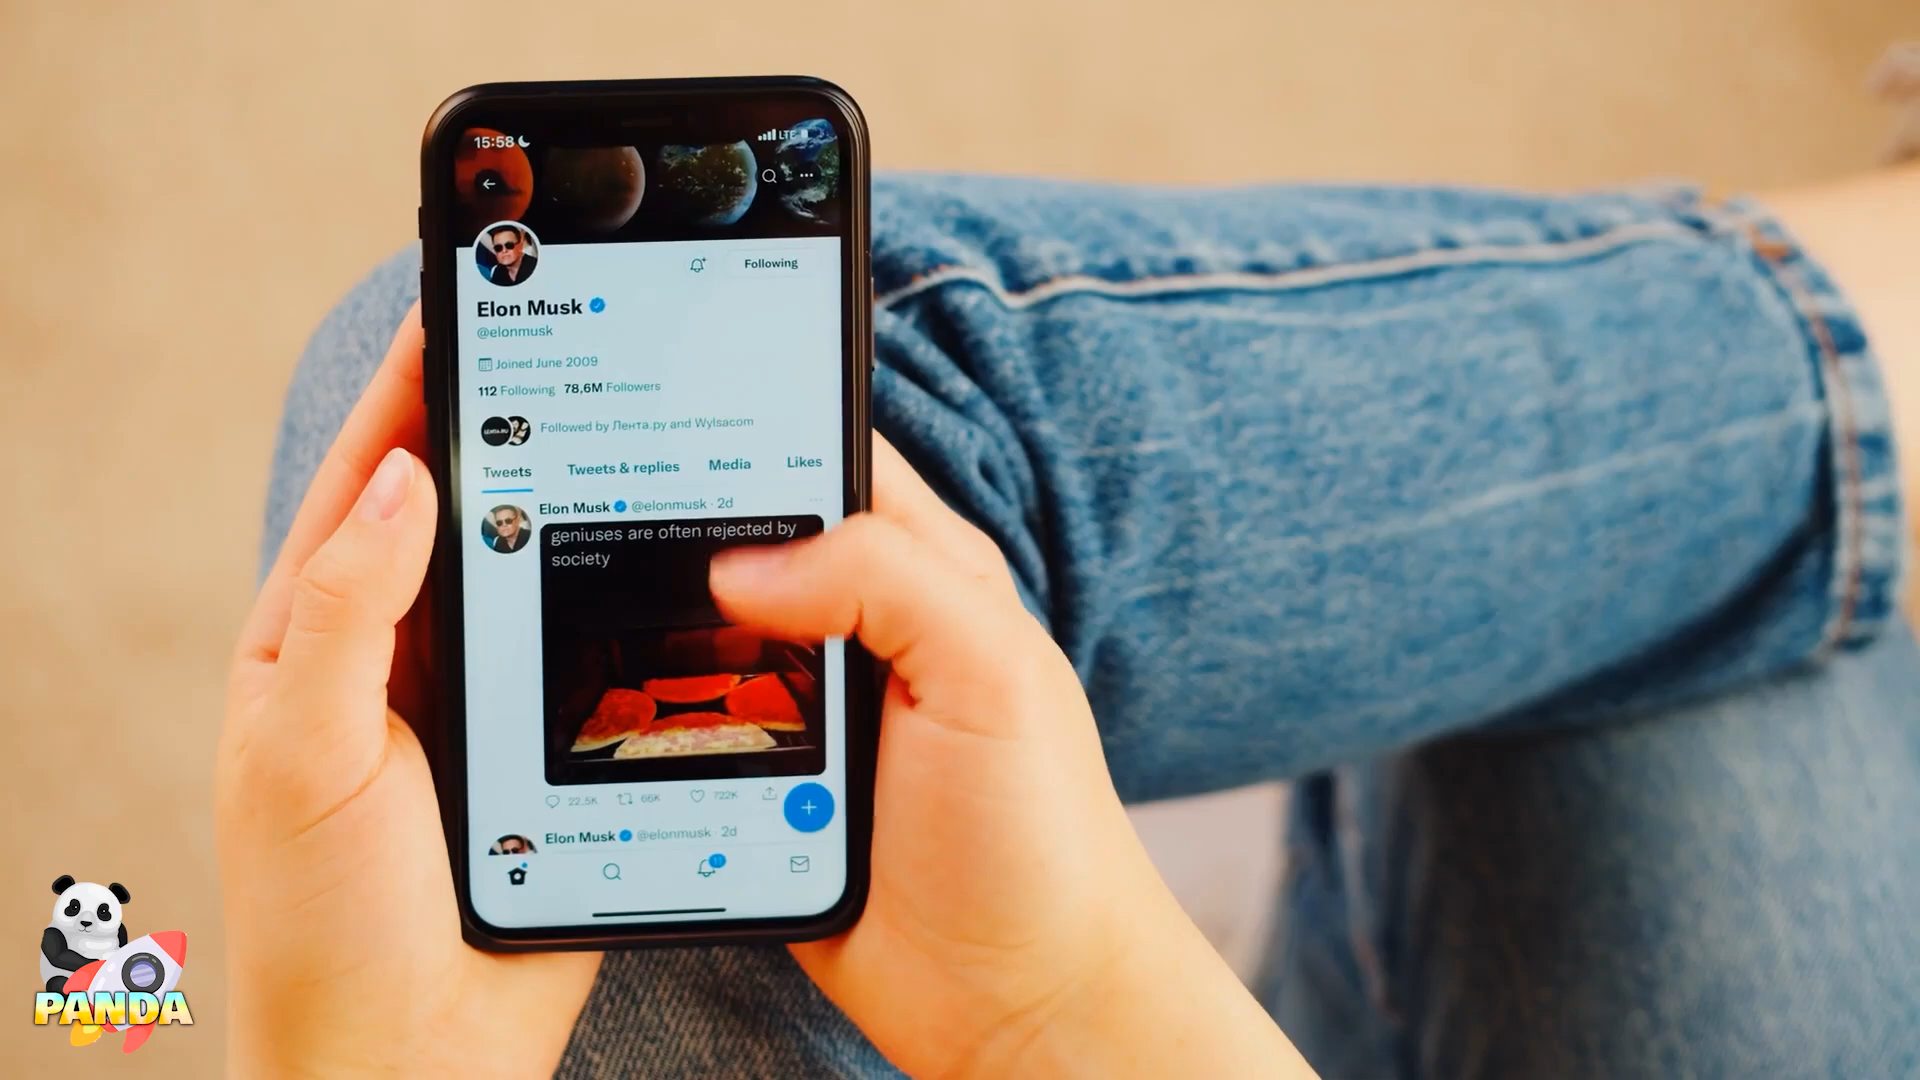 15:58
LTE
Following
Elon Musk
@elonmusk
Joined June 2009
112 Following 78,6M Followers
Followed by Лента.ру and Wylsacom
Tweets Tweets & replies Media Likes
Elon Musk @elonmusk · 2d
geniuses are often rejected by
society
22,5K 66K 722K
Elon Musk @elonmusk · 2d
11
PANDA